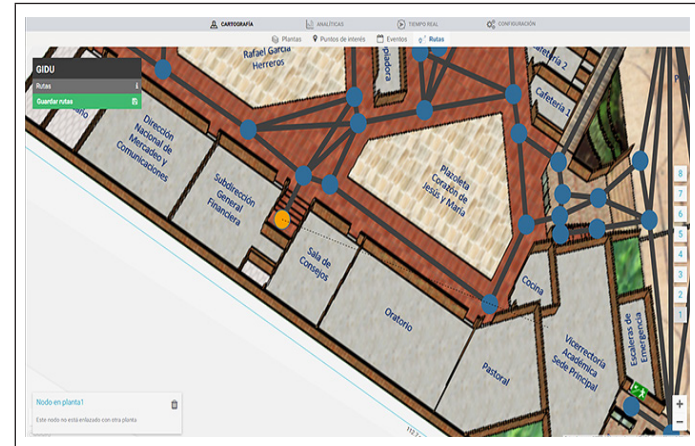 CARTOGRAFÍA
ANALÍTICAS
TIEMPO REAL
CONFIGURACIÓN
Plantas
Puntos de interés
Eventos
Rutas
GIDU
Rutas
Guardar rutas
Rafael García
Herreros
Cafetería 2
Cafetería 1
Dirección
Nacional de
Mercadeo y
Comunicaciones
Subdirección
General
Financiera
Plazoleta
Corazón de
Jesús y María
Sala de
Consejos
Oratorio
Cocina
Pastoral
Vicerrectoría
Académica
Sede Principal
Escaleras de
Emergencia
8
7
6
5
4
3
2
1
+
−
Nodo en planta1
Este nodo no está enlazado con otra planta